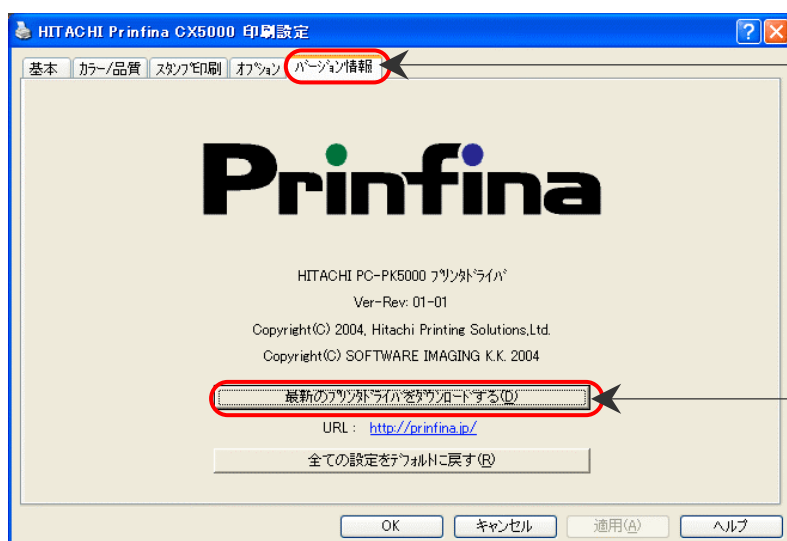 HITACHI Prinfina CX5000 印刷設定
基本 カラー/品質 スタンプ印刷 オプション バージョン情報
Prinfina
HITACHI PC-PK5000 プリンタドライバ
Ver-Rev: 01-01
Copyright(C) 2004, Hitachi Printing Solutions,Ltd.
Copyright(C) SOFTWARE IMAGING K.K. 2004
最新のプリンタドライバをダウンロードする(D)
URL : http://prinfina.jp/
全ての設定をデフォルトに戻す(R)
OK キャンセル 適用(A) ヘルプ